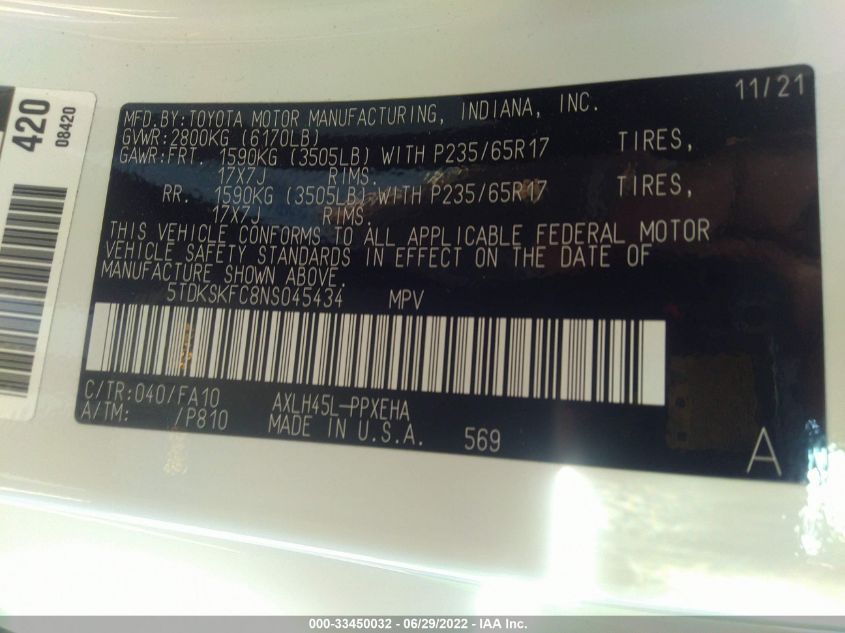 420
08420
11/21
MFD.BY:TOYOTA MOTOR MANUFACTURING, INDIANA, INC.
GVWR:2800KG (6170LB)
GAWR:FRT. 1590KG (3505LB) WITH P235/65R17 TIRES,
17X7J RIMS.
RR. 1590KG (3505LB) WITH P235/65R17 TIRES,
17X7J RIMS.
THIS VEHICLE CONFORMS TO ALL APPLICABLE FEDERAL MOTOR
VEHICLE SAFETY STANDARDS IN EFFECT ON THE DATE OF
MANUFACTURE SHOWN ABOVE.
5TDKSKFC8NS045434 MPV
C/TR:040/FA10 AXLH45L-PPXEHA
A/TM: /P810 MADE IN U.S.A. 569
A
000-33450032 - 06/29/2022 - IAA Inc.